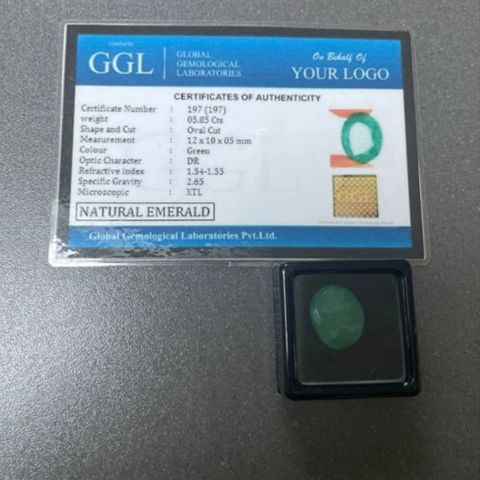 Certified By
GGL
GLOBAL
GEMOLOGICAL
LABORATORIES
On Behalf Of
YOUR LOGO
CERTIFICATES OF AUTHENTICITY
Certificate Number : 197 (197)
weight : 05.85 Cts
Shape and Cut : Oval Cut
Measurement : 12 x 10 x 05 mm
Colour : Green
Optic Character : DR
Refractive Index : 1.54-1.55
Specific Gravity : 2.65
Microscopic : XTL
NATURAL EMERALD
Global Gemological Laboratories Pvt.Ltd.